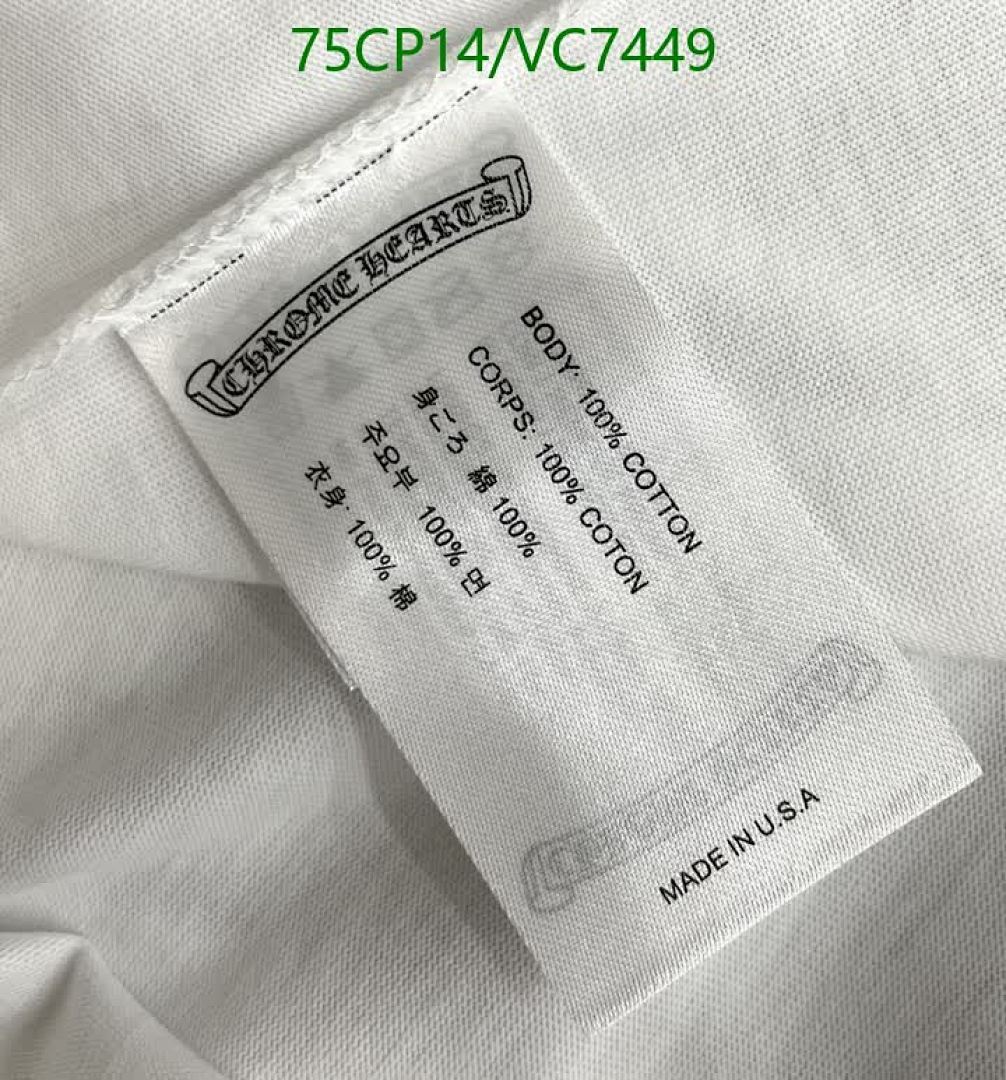 75CP14/VC7449
CHROME HEARTS
BODY: 100% COTTON
CORPS: 100% COTON
身ごろ 綿 100%
주요부 100% 면
衣身: 100% 棉
MADE IN U.S.A